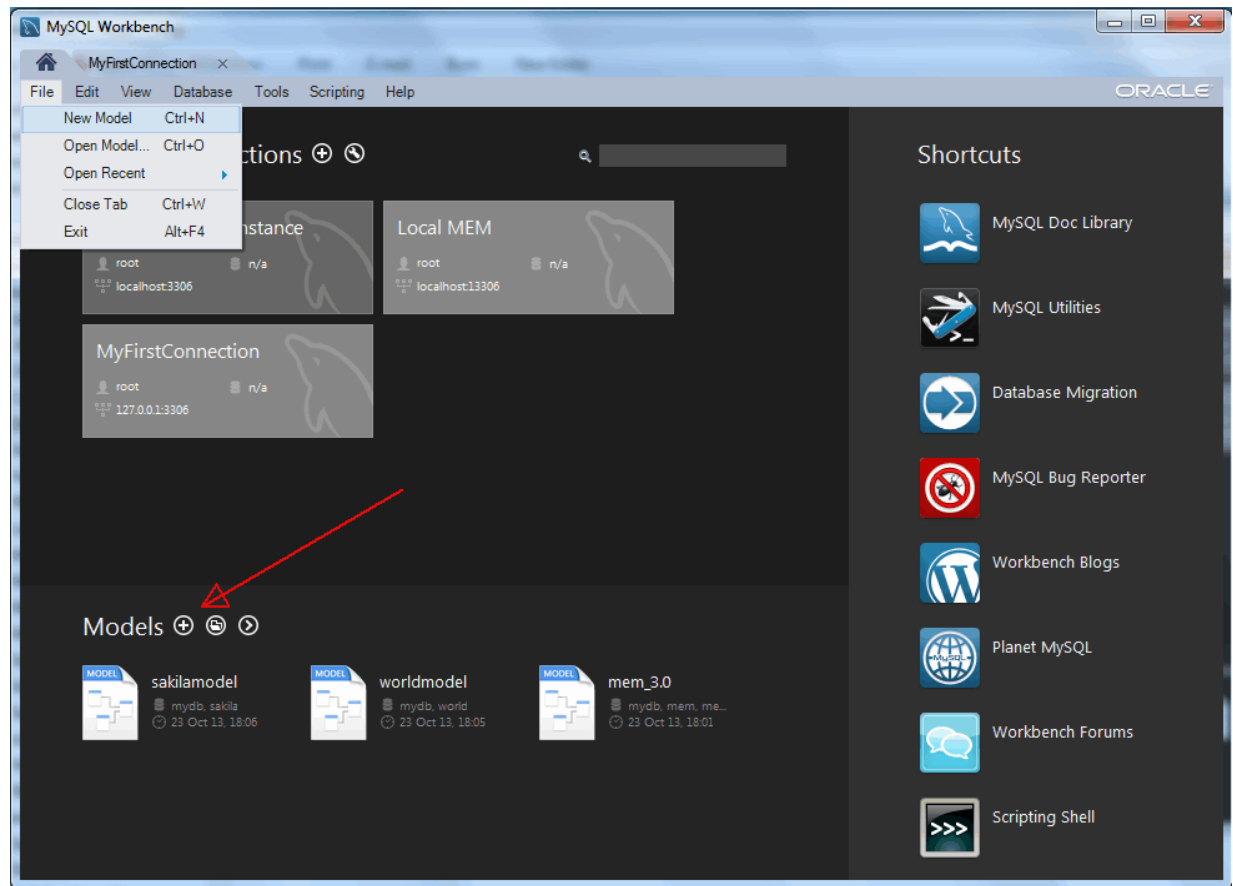 MySQL Workbench
MyFirstConnection ×
File Edit View Database Tools Scripting Help ORACLE
New Model Ctrl+N
Open Model... Ctrl+O
Open Recent
Close Tab Ctrl+W
Exit Alt+F4
ctions
nstance
root n/a
localhost:3306
Local MEM
root n/a
localhost:13306
MyFirstConnection
root n/a
127.0.0.1:3306
Models
MODEL
sakilamodel
mydb, sakila
23 Oct 13, 18:06
MODEL
worldmodel
mydb, world
23 Oct 13, 18:05
MODEL
mem_3.0
mydb, mem, me...
23 Oct 13, 18:01
Shortcuts
MySQL Doc Library
MySQL Utilities
Database Migration
MySQL Bug Reporter
Workbench Blogs
MySQL
Planet MySQL
Workbench Forums
>>>
Scripting Shell